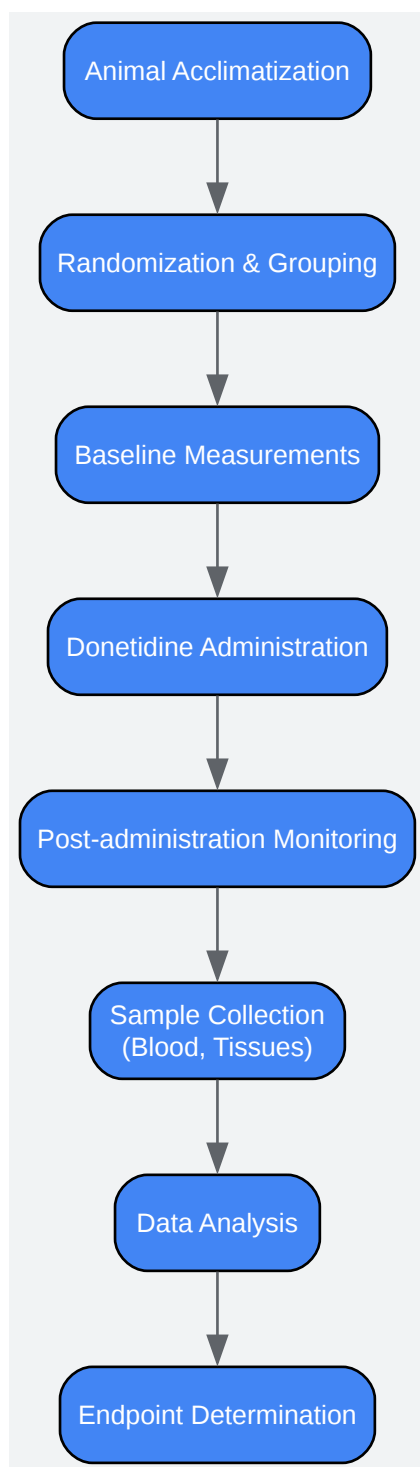 Animal Acclimatization
Randomization & Grouping
Baseline Measurements
Donetidine Administration
Post-administration Monitoring
Sample Collection
(Blood, Tissues)
Data Analysis
Endpoint Determination